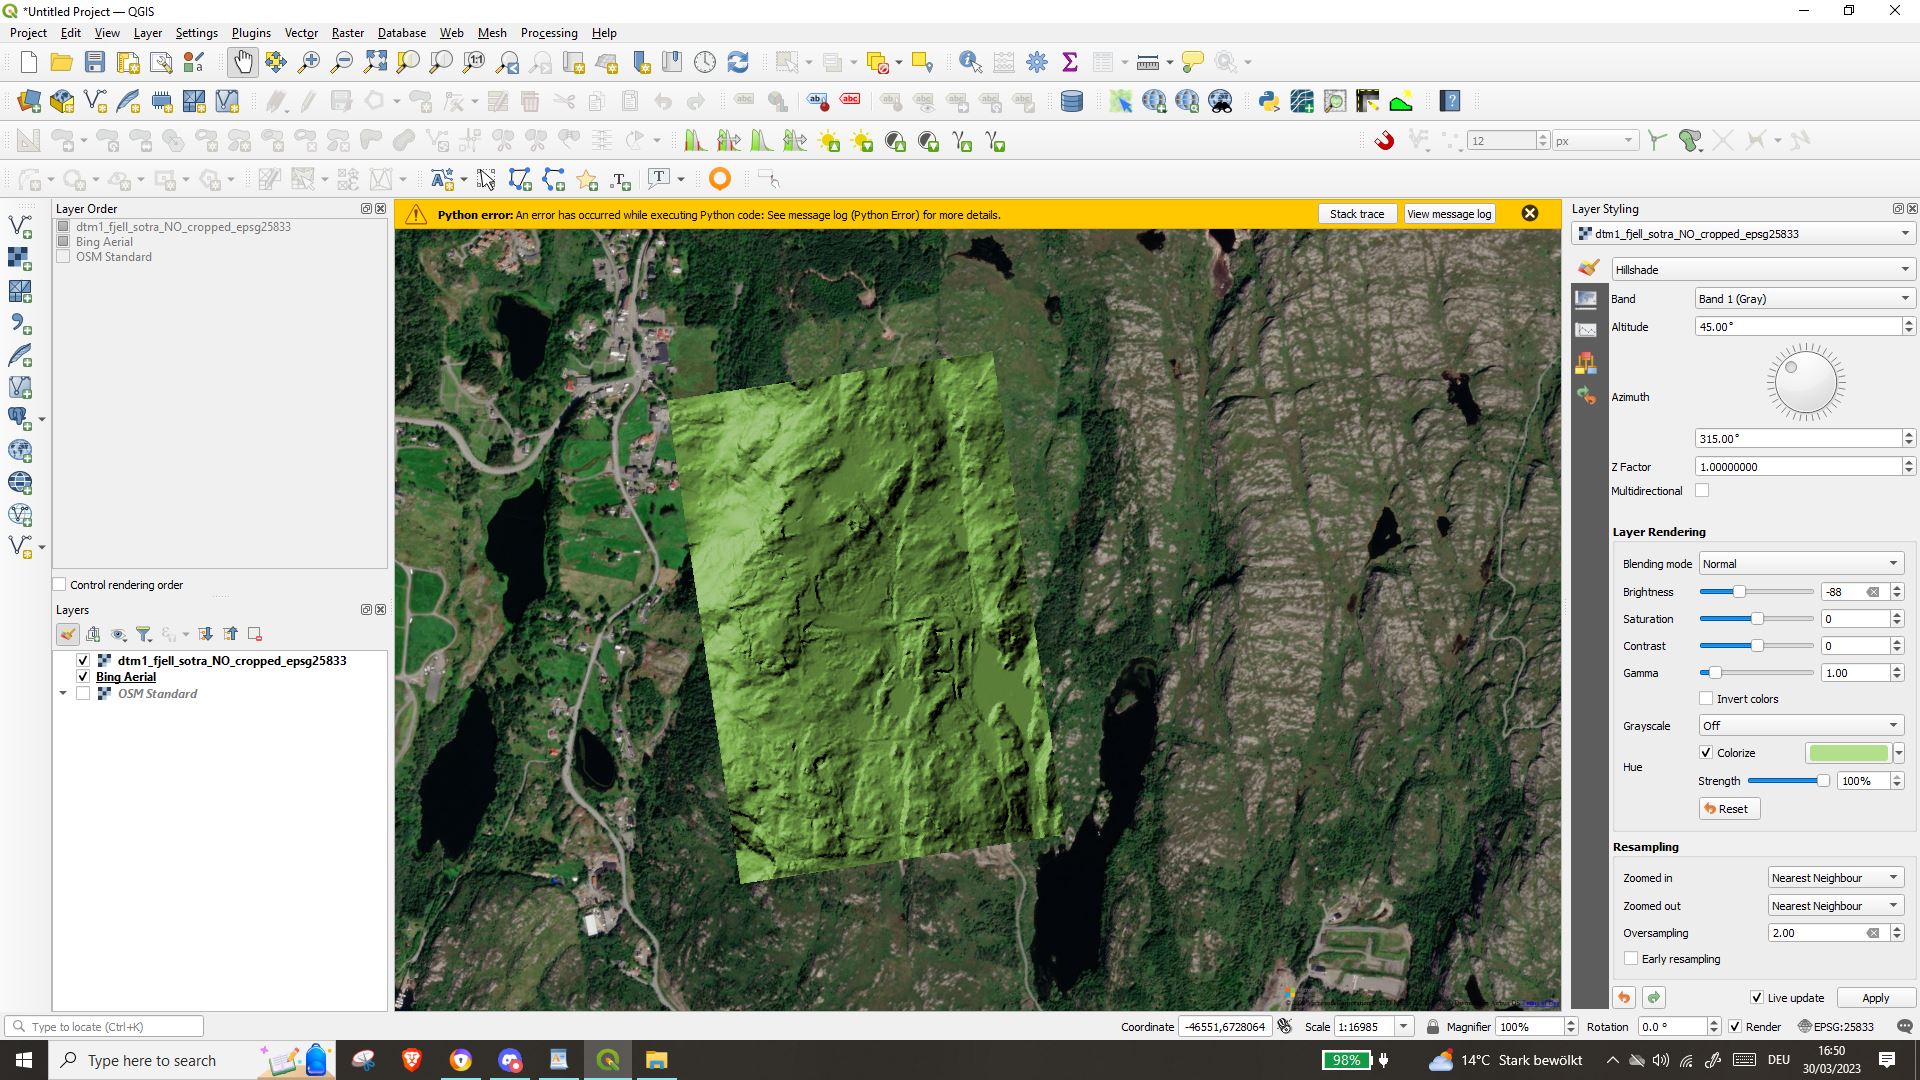 *Untitled Project — QGIS
Project Edit View Layer Settings Plugins Vector Raster Database Web Mesh Processing Help
12 px
Layer Order
dtm1_fjell_sotra_NO_cropped_epsg25833
Bing Aerial
OSM Standard
Control rendering order
Layers
dtm1_fjell_sotra_NO_cropped_epsg25833
Bing Aerial
OSM Standard
Python error: An error has occurred while executing Python code: See message log (Python Error) for more details.
Stack trace
View message log
Layer Styling
dtm1_fjell_sotra_NO_cropped_epsg25833
Hillshade
Band Band 1 (Gray)
Altitude 45.00°
Azimuth
315.00°
Z Factor 1.00000000
Multidirectional
Layer Rendering
Blending mode Normal
Brightness -88
Saturation 0
Contrast 0
Gamma 1.00
Invert colors
Grayscale Off
Colorize
Hue
Strength 100%
Reset
Resampling
Zoomed in Nearest Neighbour
Zoomed out Nearest Neighbour
Oversampling 2.00
Early resampling
Live update Apply
Type to locate (Ctrl+K)
Coordinate -46551,6728064 Scale 1:16985 Magnifier 100% Rotation 0.0 ° Render EPSG:25833
Type here to search
98%
14°C Stark bewölkt
DEU
16:50
30/03/2023